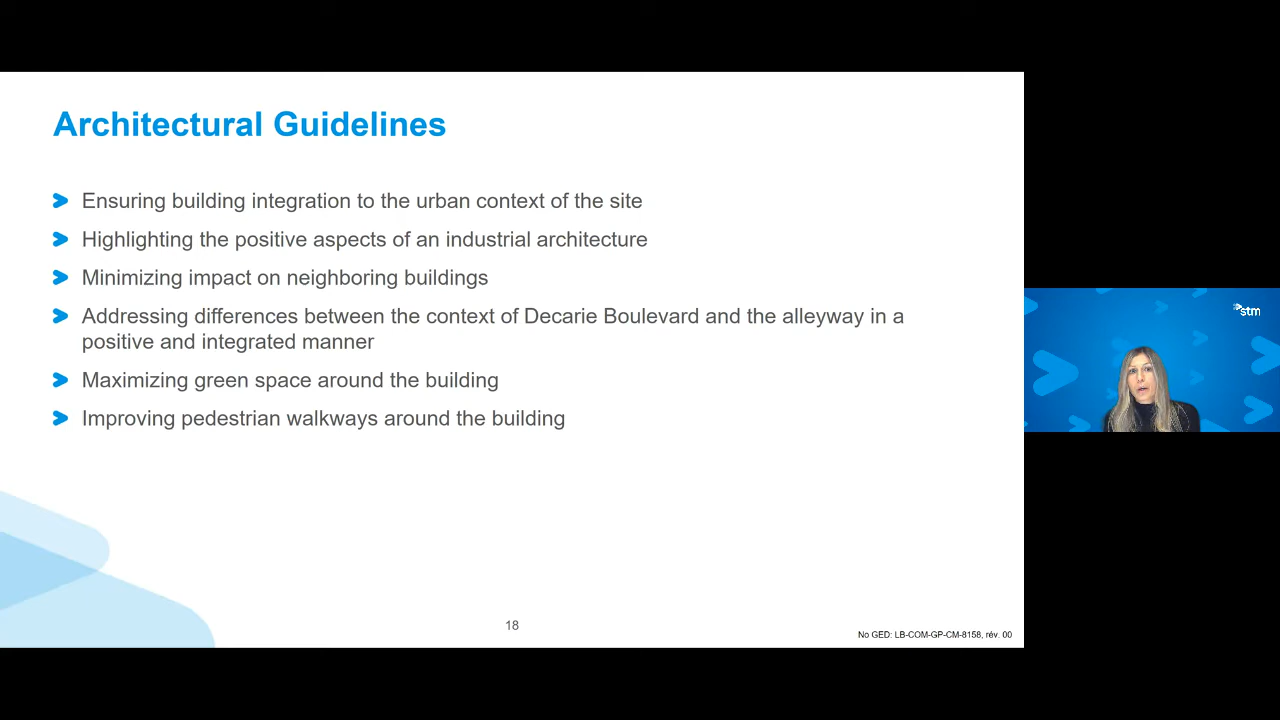 Architectural Guidelines
Ensuring building integration to the urban context of the site
Highlighting the positive aspects of an industrial architecture
Minimizing impact on neighboring buildings
Addressing differences between the context of Decarie Boulevard and the alleyway in a
positive and integrated manner
Maximizing green space around the building
Improving pedestrian walkways around the building
18
No GED: LB-COM-GP-CM-8158, rév. 00
stm